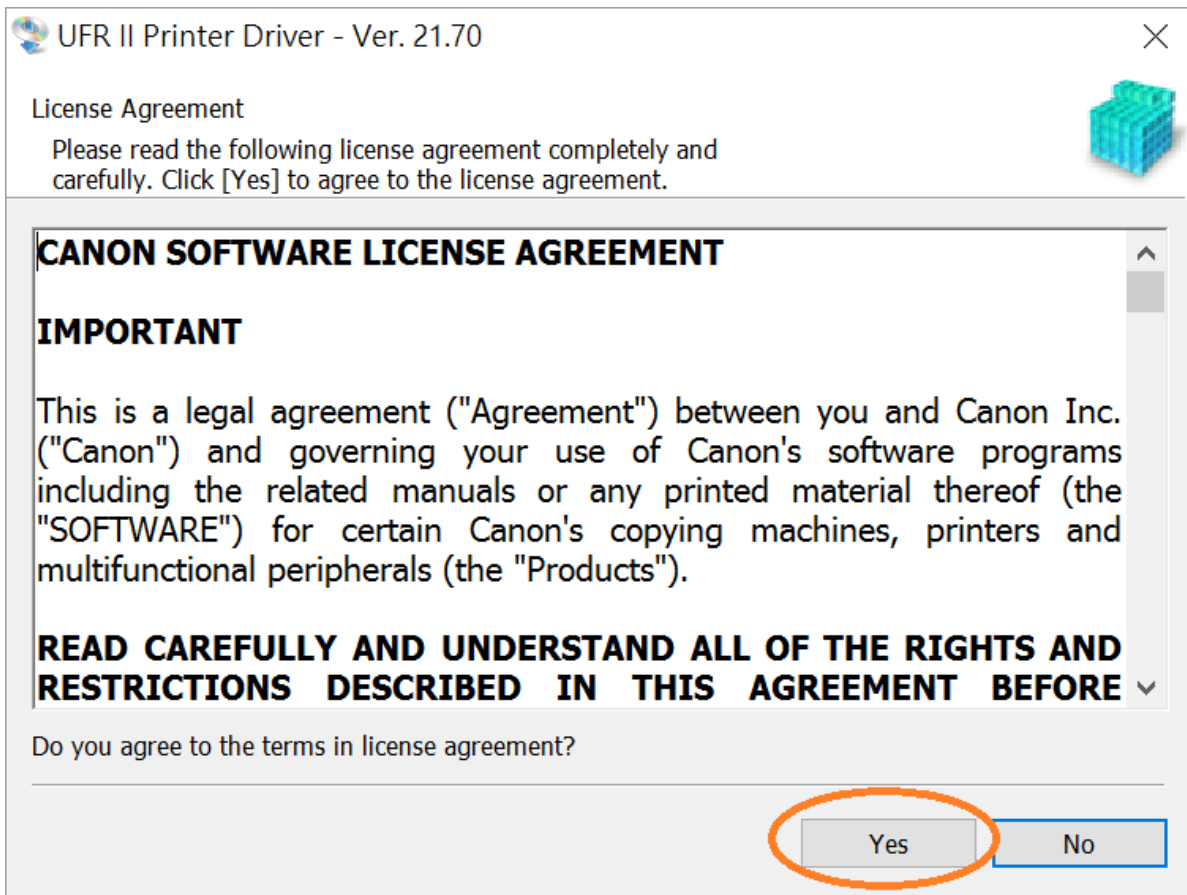 UFR II Printer Driver - Ver. 21.70
License Agreement
Please read the following license agreement completely and
carefully. Click [Yes] to agree to the license agreement.
CANON SOFTWARE LICENSE AGREEMENT
IMPORTANT
This is a legal agreement ("Agreement") between you and Canon Inc.
("Canon") and governing your use of Canon's software programs
including the related manuals or any printed material thereof (the
"SOFTWARE") for certain Canon's copying machines, printers and
multifunctional peripherals (the "Products").
READ CAREFULLY AND UNDERSTAND ALL OF THE RIGHTS AND
RESTRICTIONS DESCRIBED IN THIS AGREEMENT BEFORE
Do you agree to the terms in license agreement?
Yes No